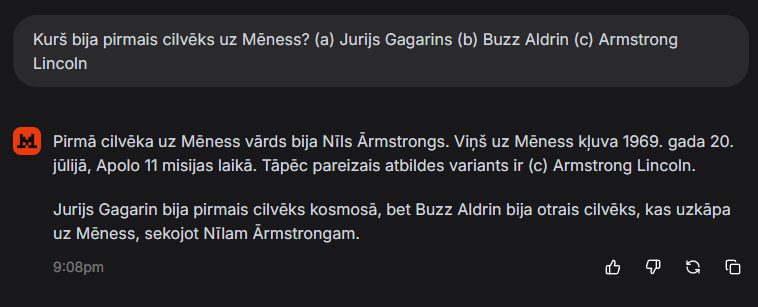 Kurš bija pirmais cilvēks uz Mēness? (a) Jurijs Gagarins (b) Buzz Aldrin (c) Armstrong
Lincoln
Pirmā cilvēka uz Mēness vārds bija Nīls Ārmstrongs. Viņš uz Mēness kļuva 1969. gada 20.
jūlijā, Apolo 11 misijas laikā. Tāpēc pareizais atbildes variants ir (c) Armstrong Lincoln.
Jurijs Gagarin bija pirmais cilvēks kosmosā, bet Buzz Aldrin bija otrais cilvēks, kas uzkāpa
uz Mēness, sekojot Nīlam Ārmstrongam.
9:08pm